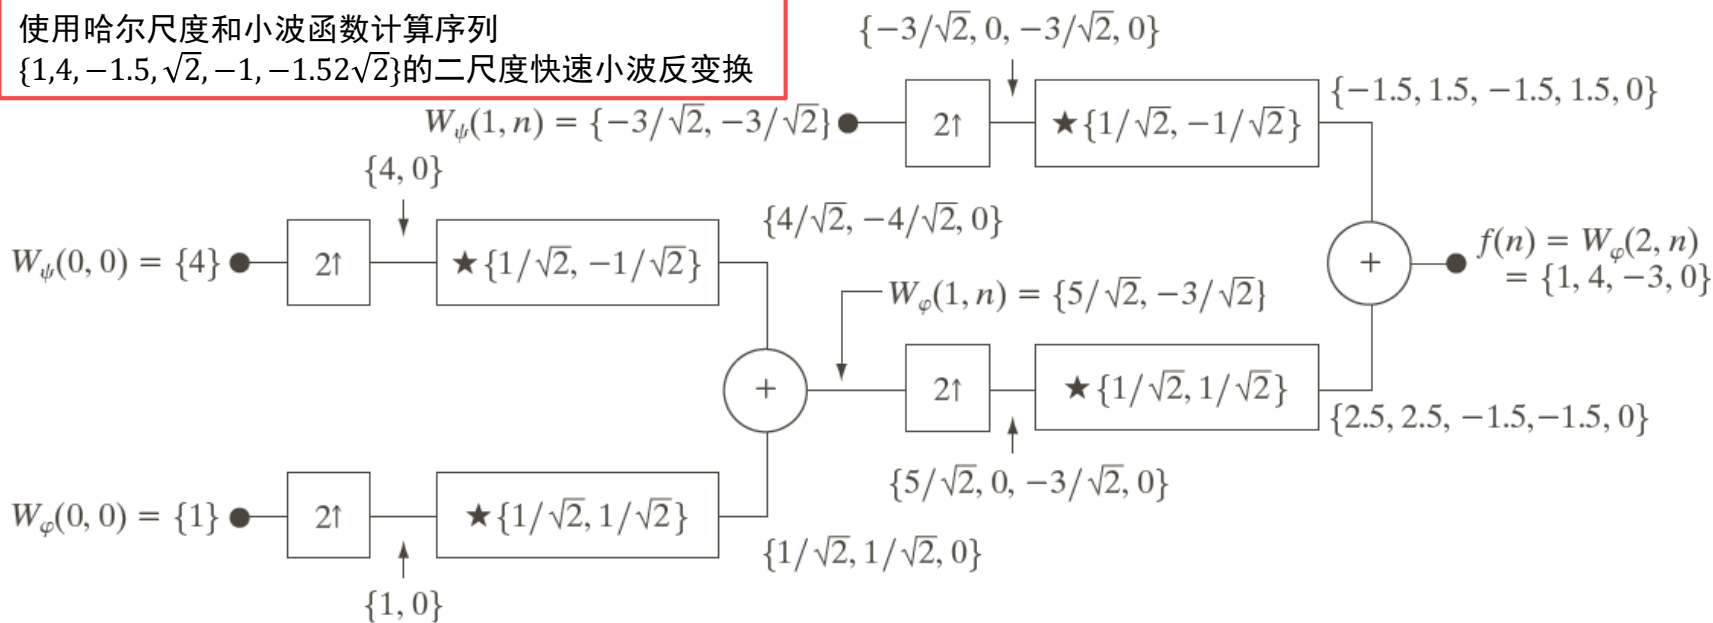 使用哈尔尺度和小波函数计算序列
{1,4, −1.5, √2, −1, −1.52√2}的二尺度快速小波反变换
{−3/√2, 0, −3/√2, 0}
{−1.5, 1.5, −1.5, 1.5, 0}
Wψ(1, n) = {−3/√2, −3/√2}
2↑
★{1/√2, −1/√2}
{4, 0}
{4/√2, −4/√2, 0}
Wψ(0, 0) = {4}
2↑
★{1/√2, −1/√2}
+
f(n) = Wφ(2, n)
= {1, 4, −3, 0}
Wφ(1, n) = {5/√2, −3/√2}
+
2↑
★{1/√2, 1/√2}
{2.5, 2.5, −1.5,−1.5, 0}
{5/√2, 0, −3/√2, 0}
Wφ(0, 0) = {1}
2↑
★{1/√2, 1/√2}
{1/√2, 1/√2, 0}
{1, 0}